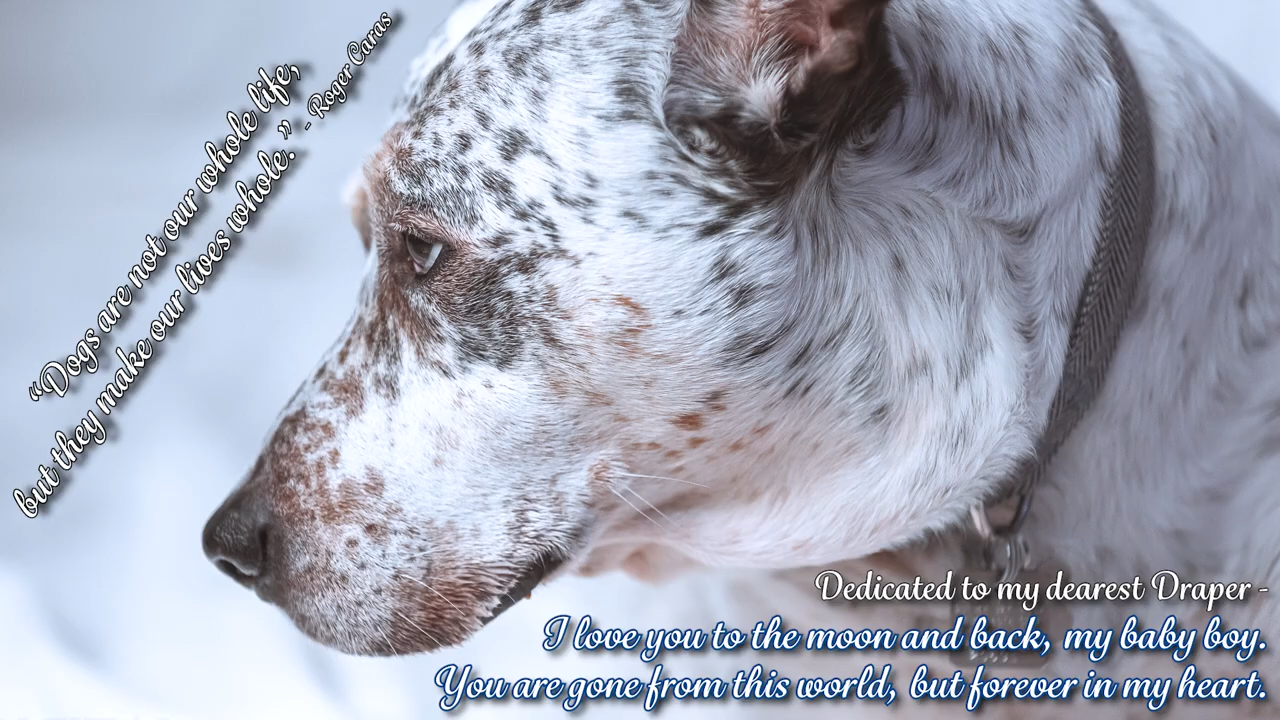 “Dogs are not our whole life,
but they make our lives whole.” - Roger Caras
Dedicated to my dearest Draper -
I love you to the moon and back, my baby boy.
You are gone from this world, but forever in my heart.